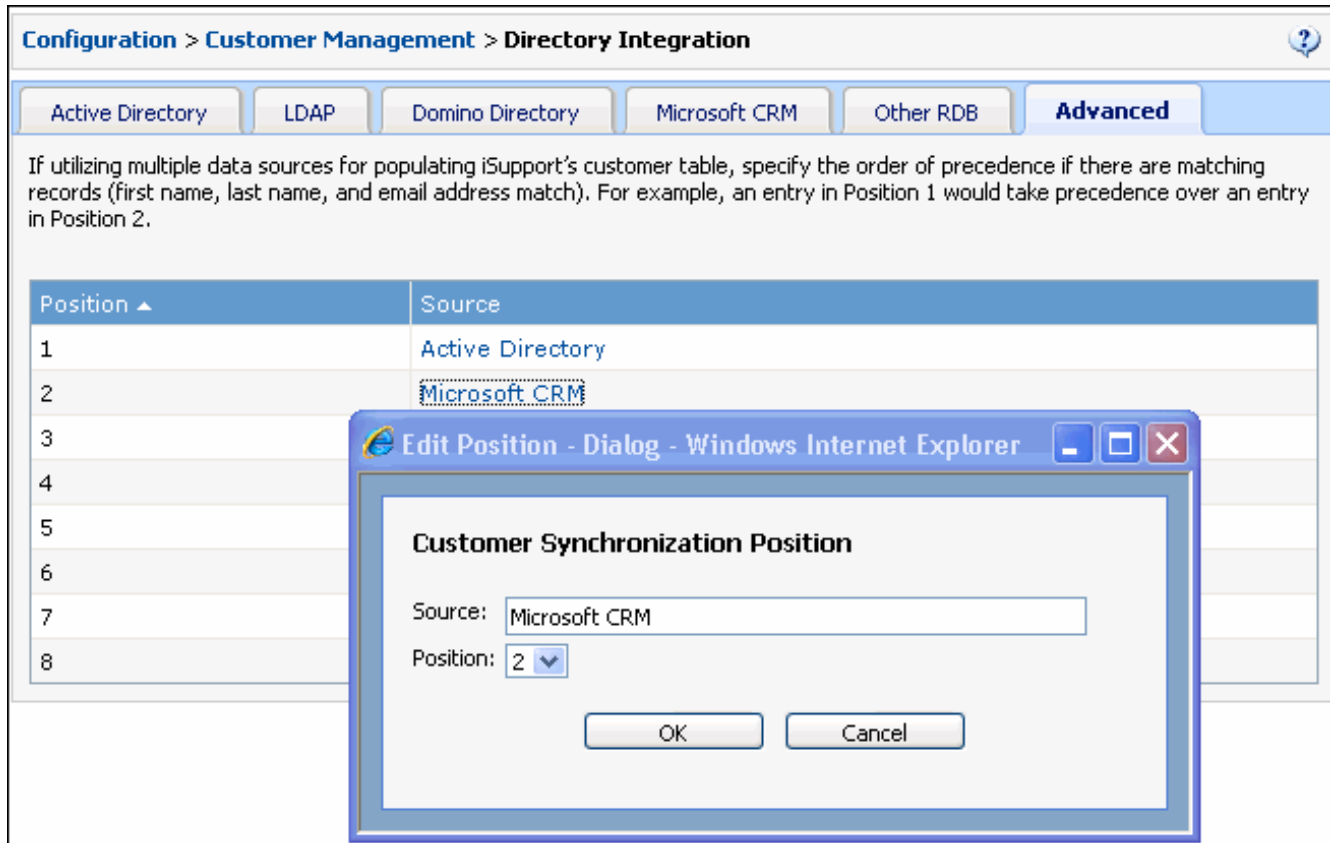 Configuration > Customer Management > Directory Integration
Active Directory LDAP Domino Directory Microsoft CRM Other RDB Advanced
If utilizing multiple data sources for populating iSupport's customer table, specify the order of precedence if there are matching
records (first name, last name, and email address match). For example, an entry in Position 1 would take precedence over an entry
in Position 2.
Position Source
1 Active Directory
2 Microsoft CRM
3
4
5
6
7
8
Edit Position - Dialog - Windows Internet Explorer
Customer Synchronization Position
Source: Microsoft CRM
Position: 2
OK Cancel